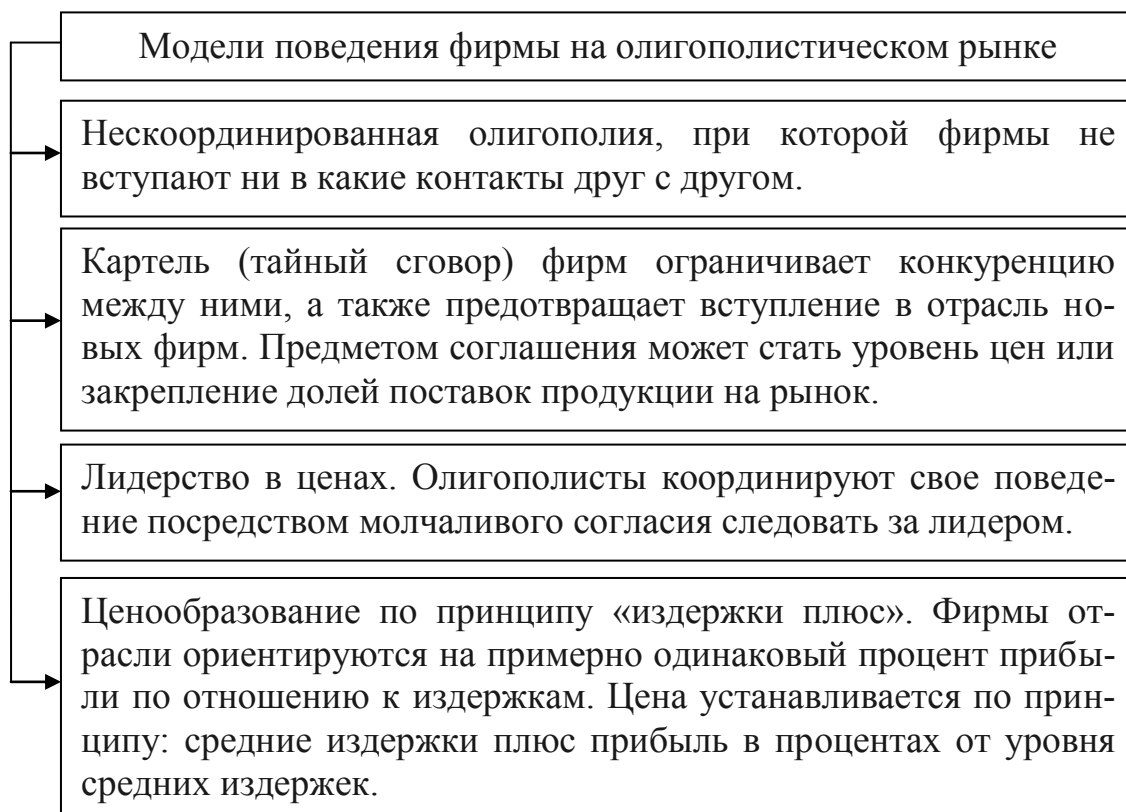 Модели поведения фирмы на олигополистическом рынке
Нескоординированная олигополия, при которой фирмы не
вступают ни в какие контакты друг с другом.
Картель (тайный сговор) фирм ограничивает конкуренцию
между ними, а также предотвращает вступление в отрасль но-
вых фирм. Предметом соглашения может стать уровень цен или
закрепление долей поставок продукции на рынок.
Лидерство в ценах. Олигополисты координируют свое поведе-
ние посредством молчаливого согласия следовать за лидером.
Ценообразование по принципу «издержки плюс». Фирмы от-
расли ориентируются на примерно одинаковый процент прибы-
ли по отношению к издержкам. Цена устанавливается по прин-
ципу: средние издержки плюс прибыль в процентах от уровня
средних издержек.